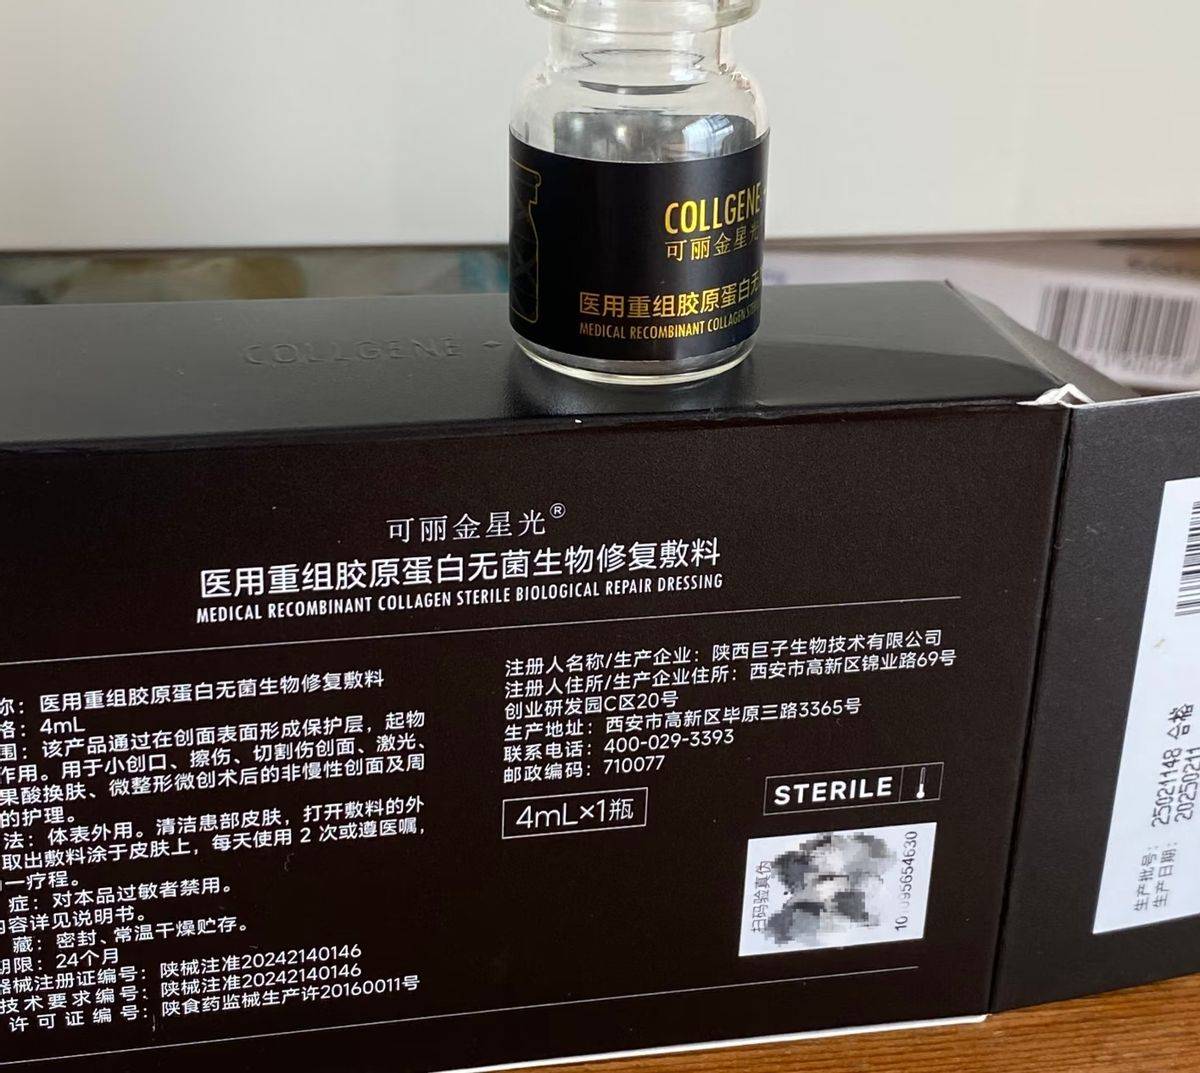 COLLGENE
可丽金星光
医用重组胶原蛋白无
MEDICAL RECOMBINANT COLLAGEN
COLLGENE
可丽金星光®
医用重组胶原蛋白无菌生物修复敷料
MEDICAL RECOMBINANT COLLAGEN STERILE BIOLOGICAL REPAIR DRESSING
称：医用重组胶原蛋白无菌生物修复敷料
格：4mL
围：该产品通过在创面表面形成保护层，起物
作用。用于小创口、擦伤、切割伤创面、激光、
果酸换肤、微整形微创术后的非慢性创面及周
的护理。
法：体表外用。清洁患部皮肤，打开敷料的外
取出敷料涂于皮肤上，每天使用 2 次或遵医嘱，
一疗程。
症：对本品过敏者禁用。
内容详见说明书。
藏：密封、常温干燥贮存。
期限：24个月
器械注册证编号：陕械注准20242140146
技术要求编号：陕械注准20242140146
许可证编号：陕食药监械生产许20160011号
注册人名称/生产企业：陕西巨子生物技术有限公司
注册人住所/生产企业住所：西安市高新区锦业路69号
创业研发园C区20号
生产地址：西安市高新区毕原三路3365号
联系电话：400-029-3393
邮政编码：710077
4mL×1瓶
STERILE
扫码验真伪
95654630
生产批号：25021148 合格
生产日期：20250211